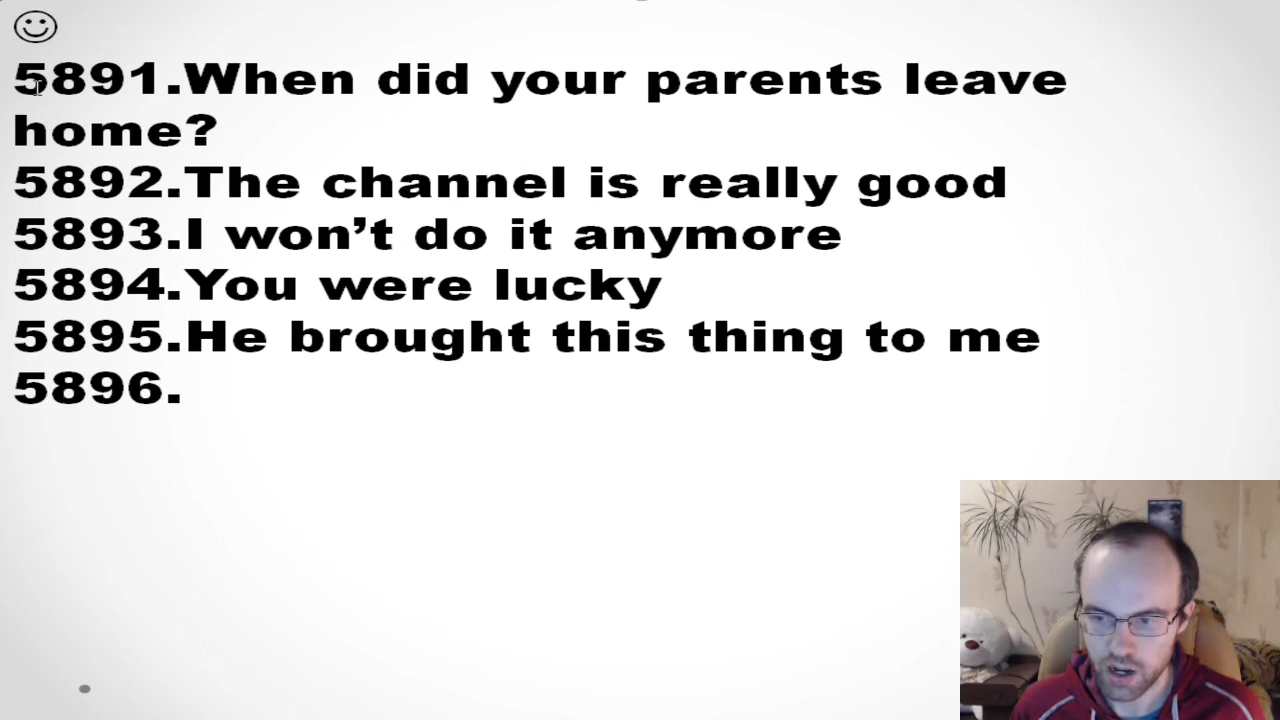 5891.When did your parents leave
home?
5892.The channel is really good
5893.I won’t do it anymore
5894.You were lucky
5895.He brought this thing to me
5896.